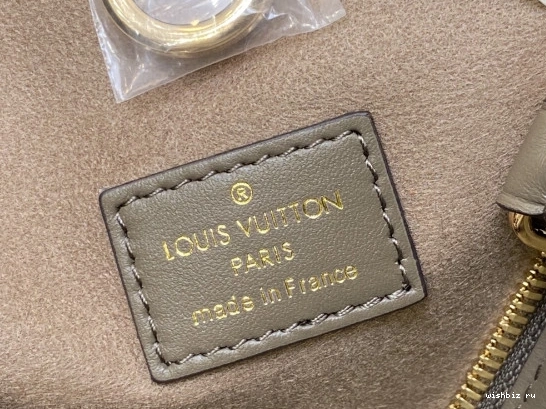 ®
LOUIS VUITTON
PARIS
made in France
wishbiz ru